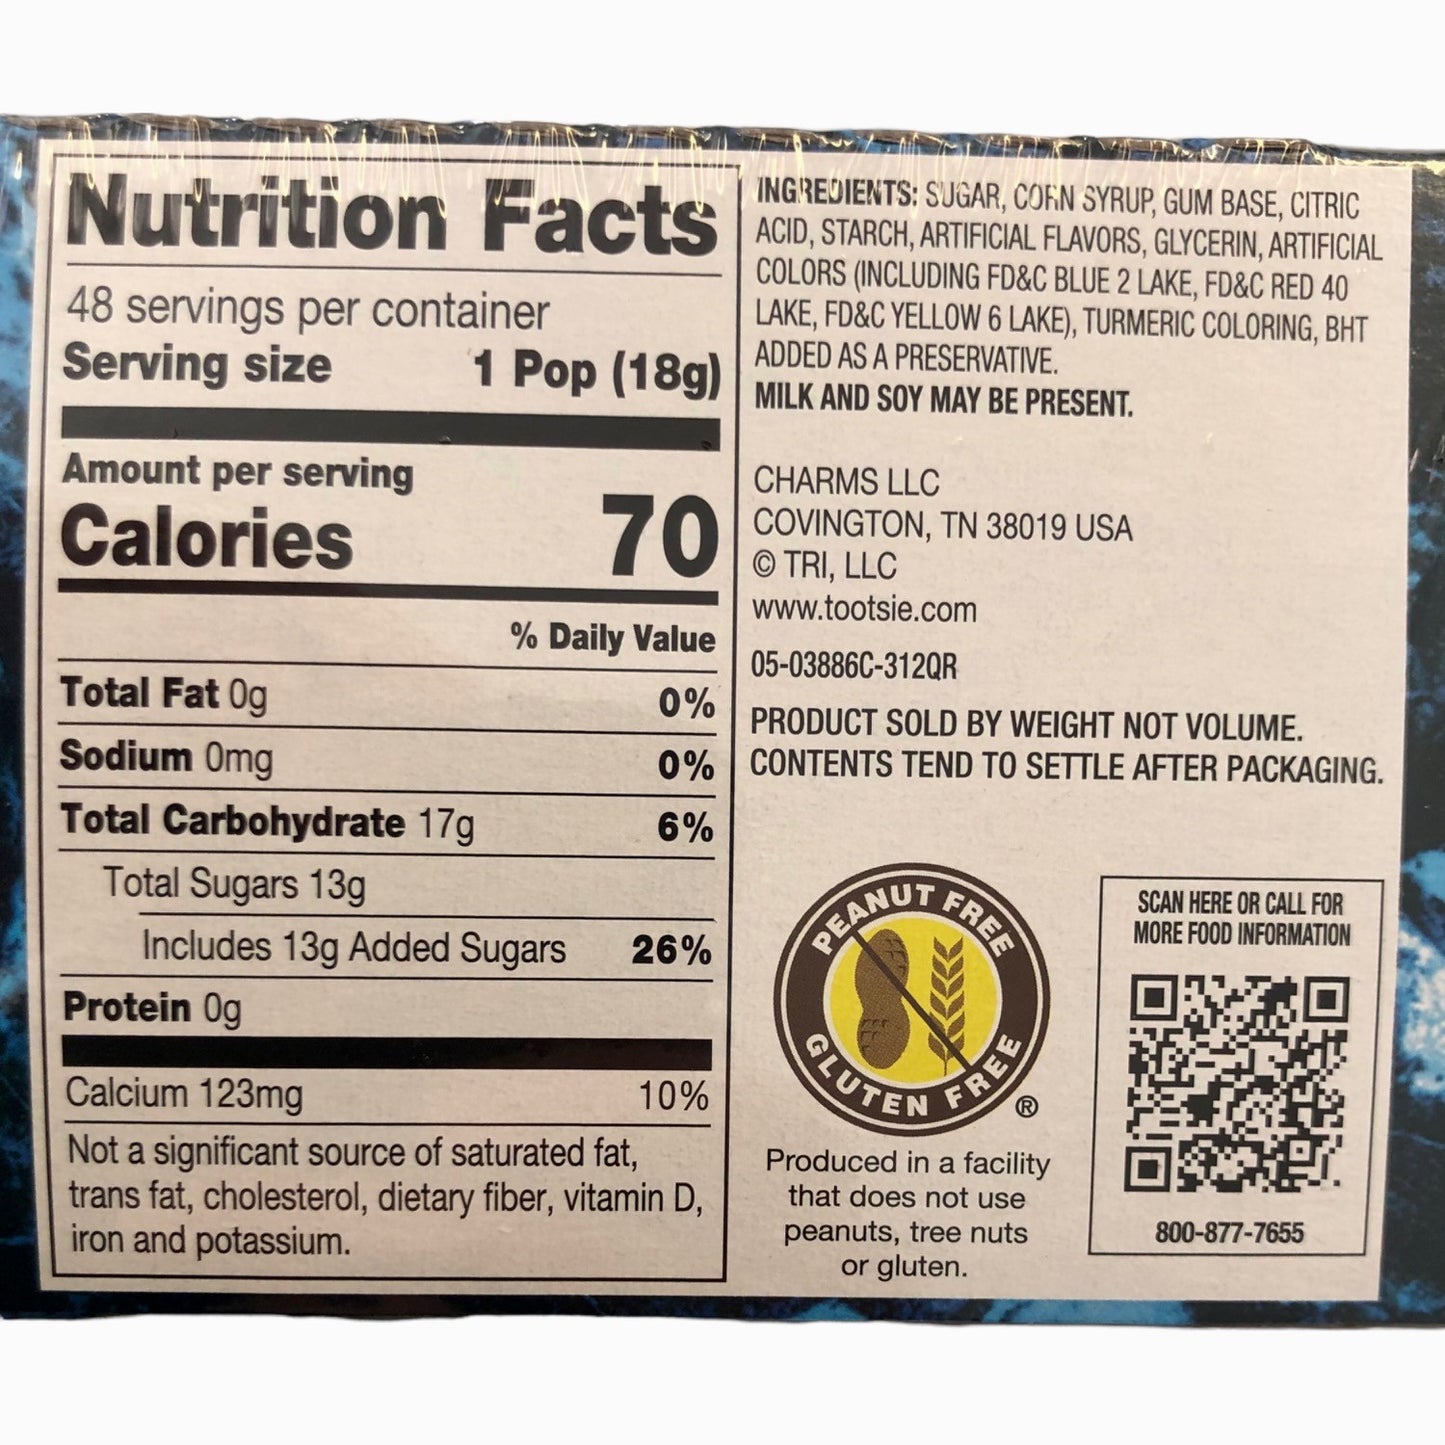 Nutrition Facts
48 servings per container
Serving size 1 Pop (18g)
Amount per serving
Calories 70
% Daily Value
Total Fat 0g 0%
Sodium 0mg 0%
Total Carbohydrate 17g 6%
Total Sugars 13g
Includes 13g Added Sugars 26%
Protein 0g
Calcium 123mg 10%
Not a significant source of saturated fat,
trans fat, cholesterol, dietary fiber, vitamin D,
iron and potassium.
INGREDIENTS: SUGAR, CORN SYRUP, GUM BASE, CITRIC
ACID, STARCH, ARTIFICIAL FLAVORS, GLYCERIN, ARTIFICIAL
COLORS (INCLUDING FD&C BLUE 2 LAKE, FD&C RED 40
LAKE, FD&C YELLOW 6 LAKE), TURMERIC COLORING, BHT
ADDED AS A PRESERVATIVE.
MILK AND SOY MAY BE PRESENT.
CHARMS LLC
COVINGTON, TN 38019 USA
© TRI, LLC
www.tootsie.com
05-03886C-312QR
PRODUCT SOLD BY WEIGHT NOT VOLUME.
CONTENTS TEND TO SETTLE AFTER PACKAGING.
PEANUT FREE
GLUTEN FREE
®
Produced in a facility
that does not use
peanuts, tree nuts
or gluten.
SCAN HERE OR CALL FOR
MORE FOOD INFORMATION
800-877-7655